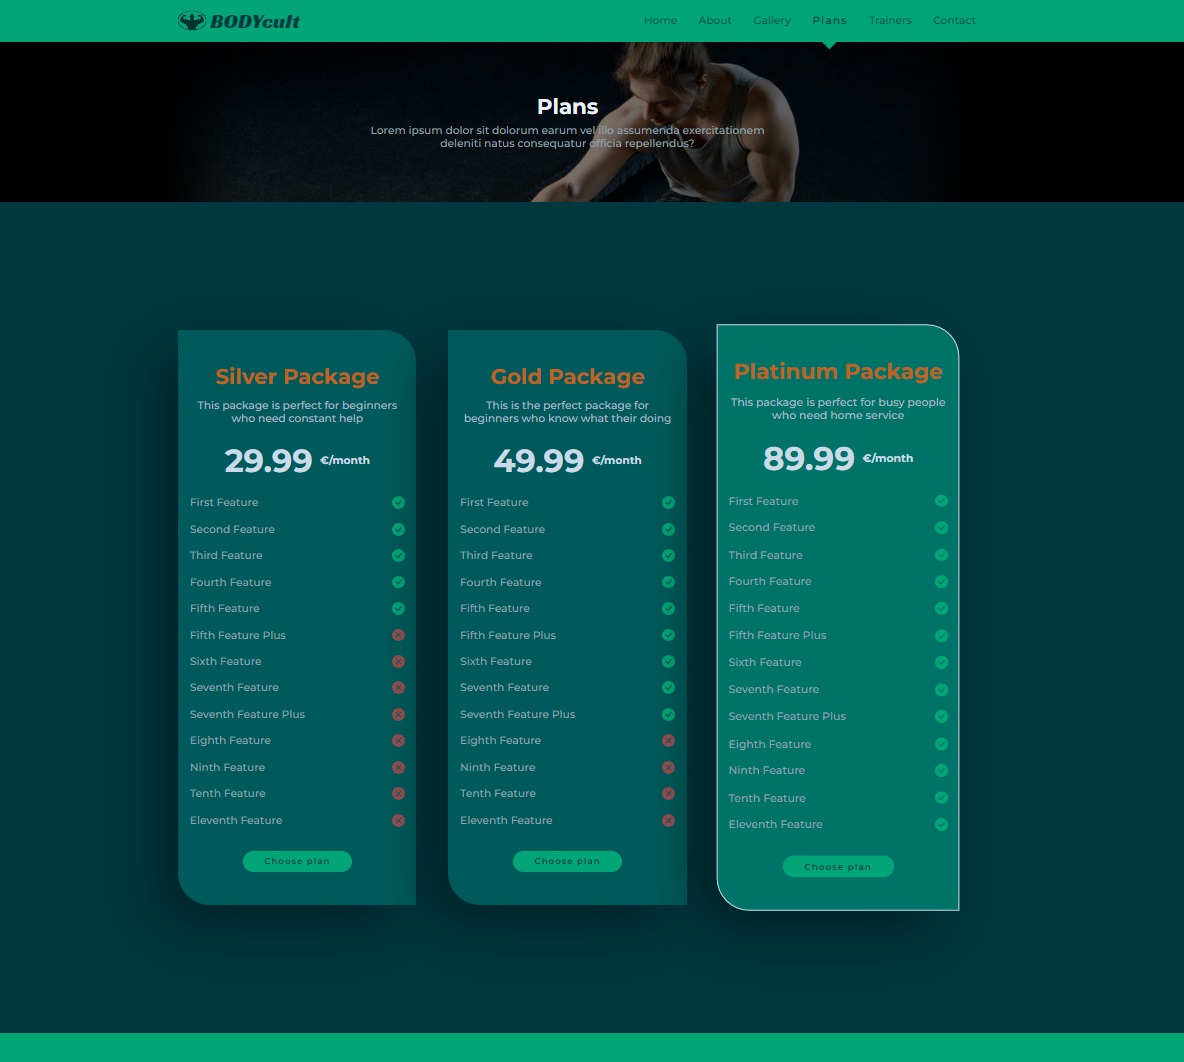 BODYcult
Home About Gallery Plans Trainers Contact
Plans
Lorem ipsum dolor sit dolorum earum vel illo assumenda exercitationem
deleniti natus consequatur officia repellendus?
Silver Package
This package is perfect for beginners
who need constant help
29.99 €/month
First Feature
Second Feature
Third Feature
Fourth Feature
Fifth Feature
Fifth Feature Plus
Sixth Feature
Seventh Feature
Seventh Feature Plus
Eighth Feature
Ninth Feature
Tenth Feature
Eleventh Feature
Choose plan
Gold Package
This is the perfect package for
beginners who know what their doing
49.99 €/month
First Feature
Second Feature
Third Feature
Fourth Feature
Fifth Feature
Fifth Feature Plus
Sixth Feature
Seventh Feature
Seventh Feature Plus
Eighth Feature
Ninth Feature
Tenth Feature
Eleventh Feature
Choose plan
Platinum Package
This package is perfect for busy people
who need home service
89.99 €/month
First Feature
Second Feature
Third Feature
Fourth Feature
Fifth Feature
Fifth Feature Plus
Sixth Feature
Seventh Feature
Seventh Feature Plus
Eighth Feature
Ninth Feature
Tenth Feature
Eleventh Feature
Choose plan